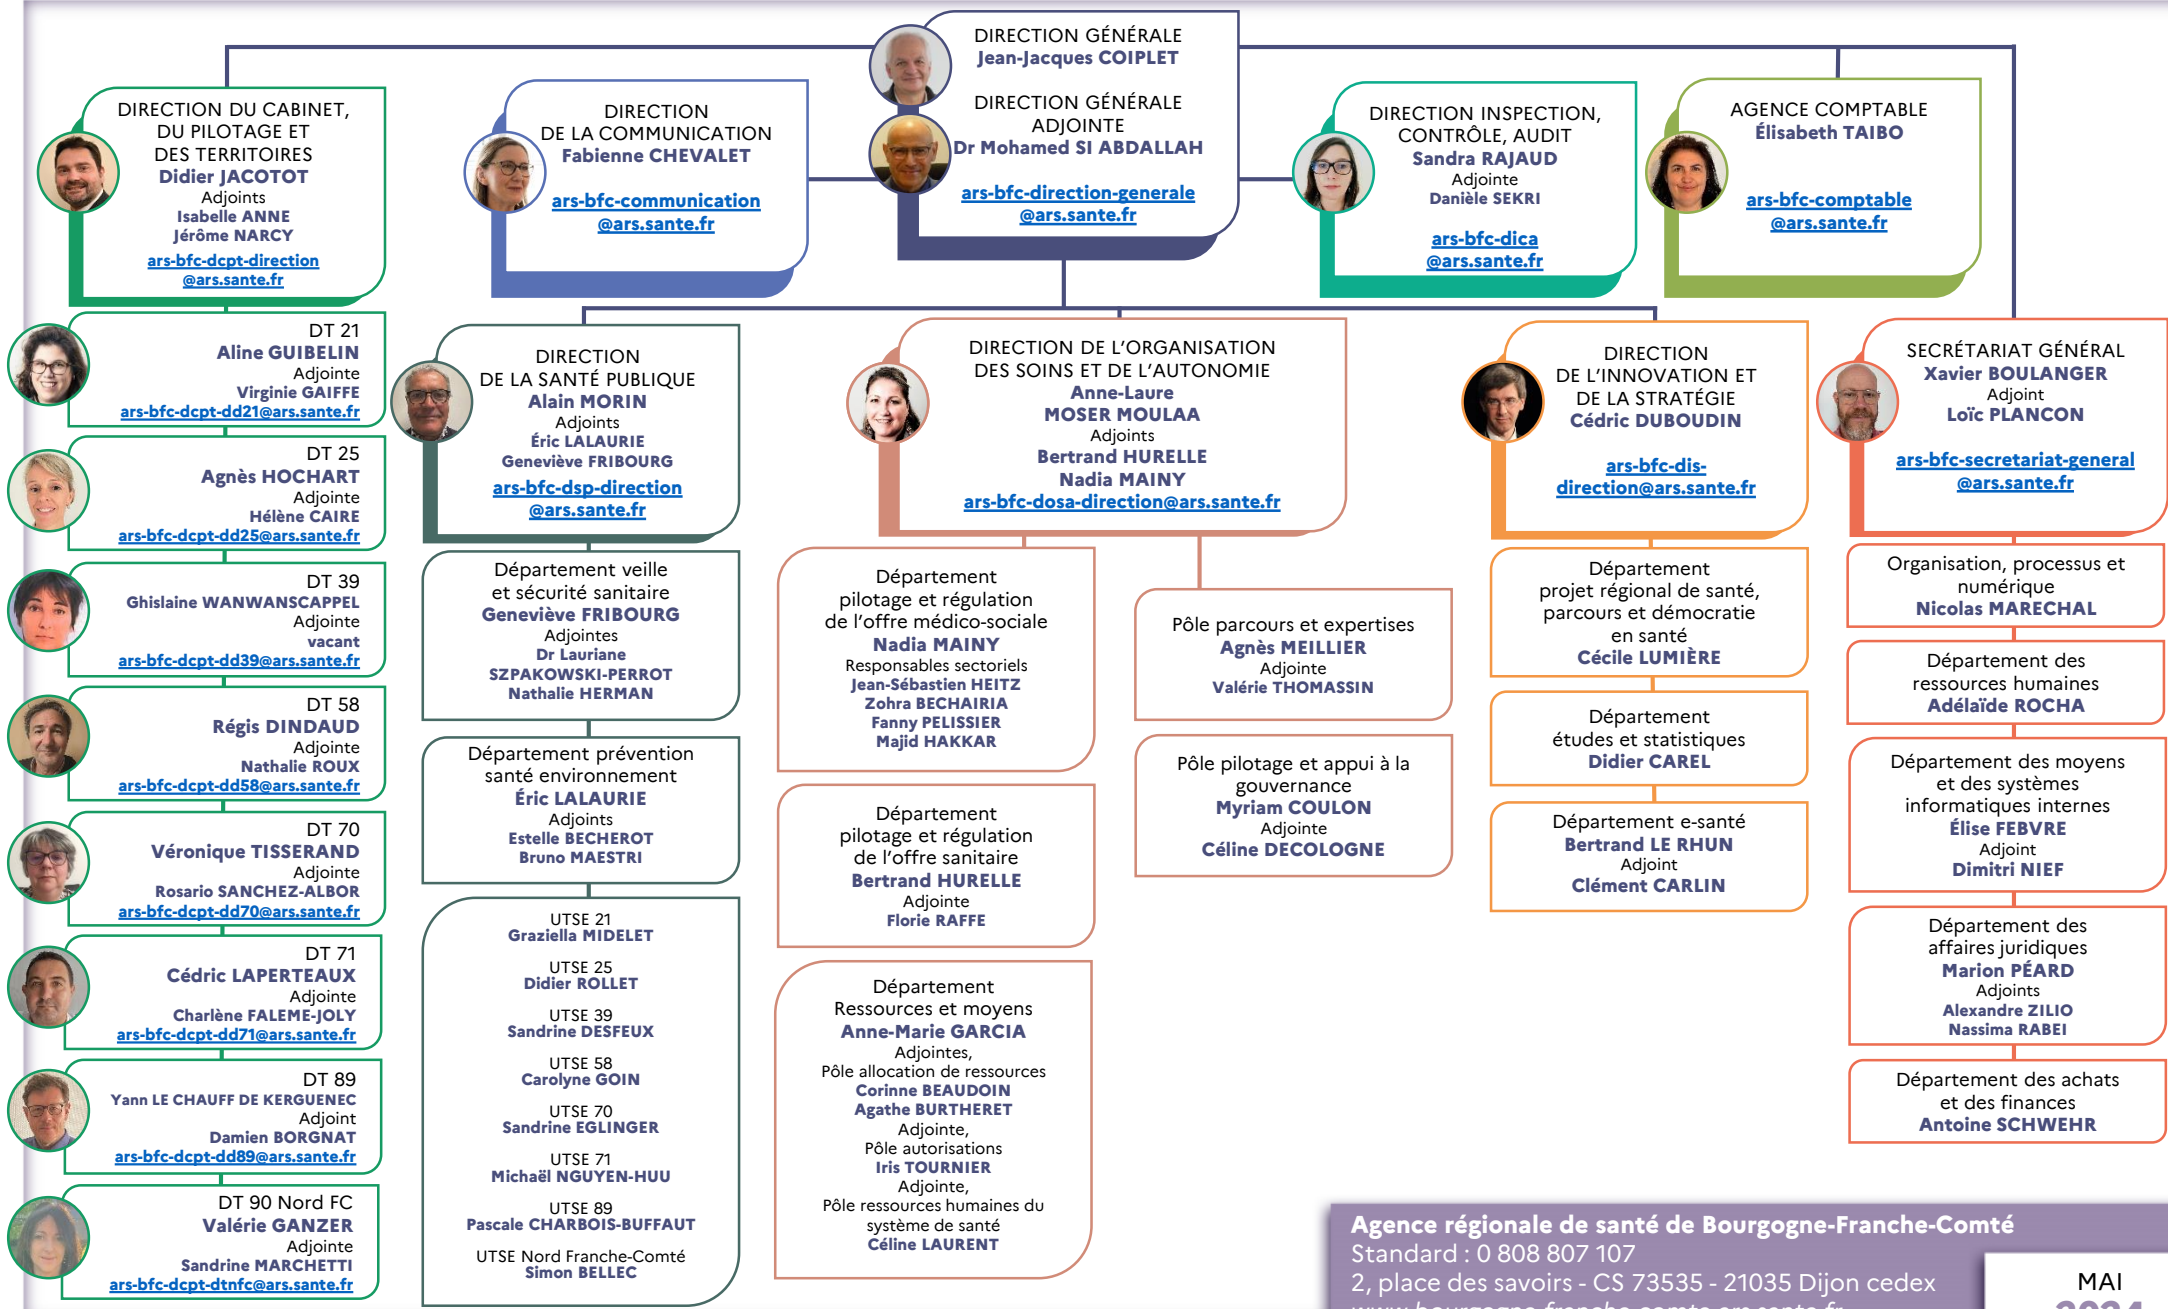 DIRECTION GÉNÉRALE
Jean-Jacques COIPLET
DIRECTION GÉNÉRALE
ADJOINTE
Dr Mohamed SI ABDALLAH
ars-bfc-direction-generale
@ars.sante.fr
DIRECTION DU CABINET,
DU PILOTAGE ET
DES TERRITOIRES
Didier JACOTOT
Adjoints
Isabelle ANNE
Jérôme NARCY
ars-bfc-dcpt-direction
@ars.sante.fr
DIRECTION
DE LA COMMUNICATION
Fabienne CHEVALET
ars-bfc-communication
@ars.sante.fr
DIRECTION INSPECTION,
CONTRÔLE, AUDIT
Sandra RAJAUD
Adjointe
Danièle SEKRI
ars-bfc-dica
@ars.sante.fr
AGENCE COMPTABLE
Élisabeth TAIBO
ars-bfc-comptable
@ars.sante.fr
DT 21
Aline GUIBELIN
Adjointe
Virginie GAIFFE
ars-bfc-dcpt-dd21@ars.sante.fr
DT 25
Agnès HOCHART
Adjointe
Hélène CAIRE
ars-bfc-dcpt-dd25@ars.sante.fr
DT 39
Ghislaine WANWANSCAPPEL
Adjointe
vacant
ars-bfc-dcpt-dd39@ars.sante.fr
DT 58
Régis DINDAUD
Adjointe
Nathalie ROUX
ars-bfc-dcpt-dd58@ars.sante.fr
DT 70
Véronique TISSERAND
Adjointe
Rosario SANCHEZ-ALBOR
ars-bfc-dcpt-dd70@ars.sante.fr
DT 71
Cédric LAPERTEAUX
Adjointe
Charlène FALEME-JOLY
ars-bfc-dcpt-dd71@ars.sante.fr
DT 89
Yann LE CHAUFF DE KERGUENEC
Adjoint
Damien BORGNAT
ars-bfc-dcpt-dd89@ars.sante.fr
DT 90 Nord FC
Valérie GANZER
Adjointe
Sandrine MARCHETTI
ars-bfc-dcpt-dtnfc@ars.sante.fr
DIRECTION
DE LA SANTÉ PUBLIQUE
Alain MORIN
Adjoints
Éric LALAURIE
Geneviève FRIBOURG
ars-bfc-dsp-direction
@ars.sante.fr
Département veille
et sécurité sanitaire
Geneviève FRIBOURG
Adjointes
Dr Lauriane
SZPAKOWSKI-PERROT
Nathalie HERMAN
Département prévention
santé environnement
Éric LALAURIE
Adjoints
Estelle BECHEROT
Bruno MAESTRI
UTSE 21
Graziella MIDELET
UTSE 25
Didier ROLLET
UTSE 39
Sandrine DESFEUX
UTSE 58
Carolyne GOIN
UTSE 70
Sandrine EGLINGER
UTSE 71
Michaël NGUYEN-HUU
UTSE 89
Pascale CHARBOIS-BUFFAUT
UTSE Nord Franche-Comté
Simon BELLEC
DIRECTION DE L'ORGANISATION
DES SOINS ET DE L'AUTONOMIE
Anne-Laure
MOSER MOULAA
Adjoints
Bertrand HURELLE
Nadia MAINY
ars-bfc-dosa-direction@ars.sante.fr
Département
pilotage et régulation
de l'offre médico-sociale
Nadia MAINY
Responsables sectoriels
Jean-Sébastien HEITZ
Zohra BECHAIRIA
Fanny PELISSIER
Majid HAKKAR
Département
pilotage et régulation
de l'offre sanitaire
Bertrand HURELLE
Adjointe
Florie RAFFE
Département
Ressources et moyens
Anne-Marie GARCIA
Adjointes,
Pôle allocation de ressources
Corinne BEAUDOIN
Agathe BURTHERET
Adjointe,
Pôle autorisations
Iris TOURNIER
Adjointe,
Pôle ressources humaines du
système de santé
Céline LAURENT
Pôle parcours et expertises
Agnès MEILLIER
Adjointe
Valérie THOMASSIN
Pôle pilotage et appui à la
gouvernance
Myriam COULON
Adjointe
Céline DECOLOGNE
DIRECTION
DE L'INNOVATION ET
DE LA STRATÉGIE
Cédric DUBOUDIN
ars-bfc-dis-
direction@ars.sante.fr
Département
projet régional de santé,
parcours et démocratie
en santé
Cécile LUMIÈRE
Département
études et statistiques
Didier CAREL
Département e-santé
Bertrand LE RHUN
Adjoint
Clément CARLIN
SECRÉTARIAT GÉNÉRAL
Xavier BOULANGER
Adjoint
Loïc PLANCON
ars-bfc-secretariat-general
@ars.sante.fr
Organisation, processus et
numérique
Nicolas MARECHAL
Département des
ressources humaines
Adélaïde ROCHA
Département des moyens
et des systèmes
informatiques internes
Élise FEBVRE
Adjoint
Dimitri NIEF
Département des
affaires juridiques
Marion PÉARD
Adjoints
Alexandre ZILIO
Nassima RABEI
Département des achats
et des finances
Antoine SCHWEHR
Agence régionale de santé de Bourgogne-Franche-Comté
Standard : 0 808 807 107
2, place des savoirs - CS 73535 - 21035 Dijon cedex
www.bourgogne-franche-comte.ars.sante.fr
MAI
2024